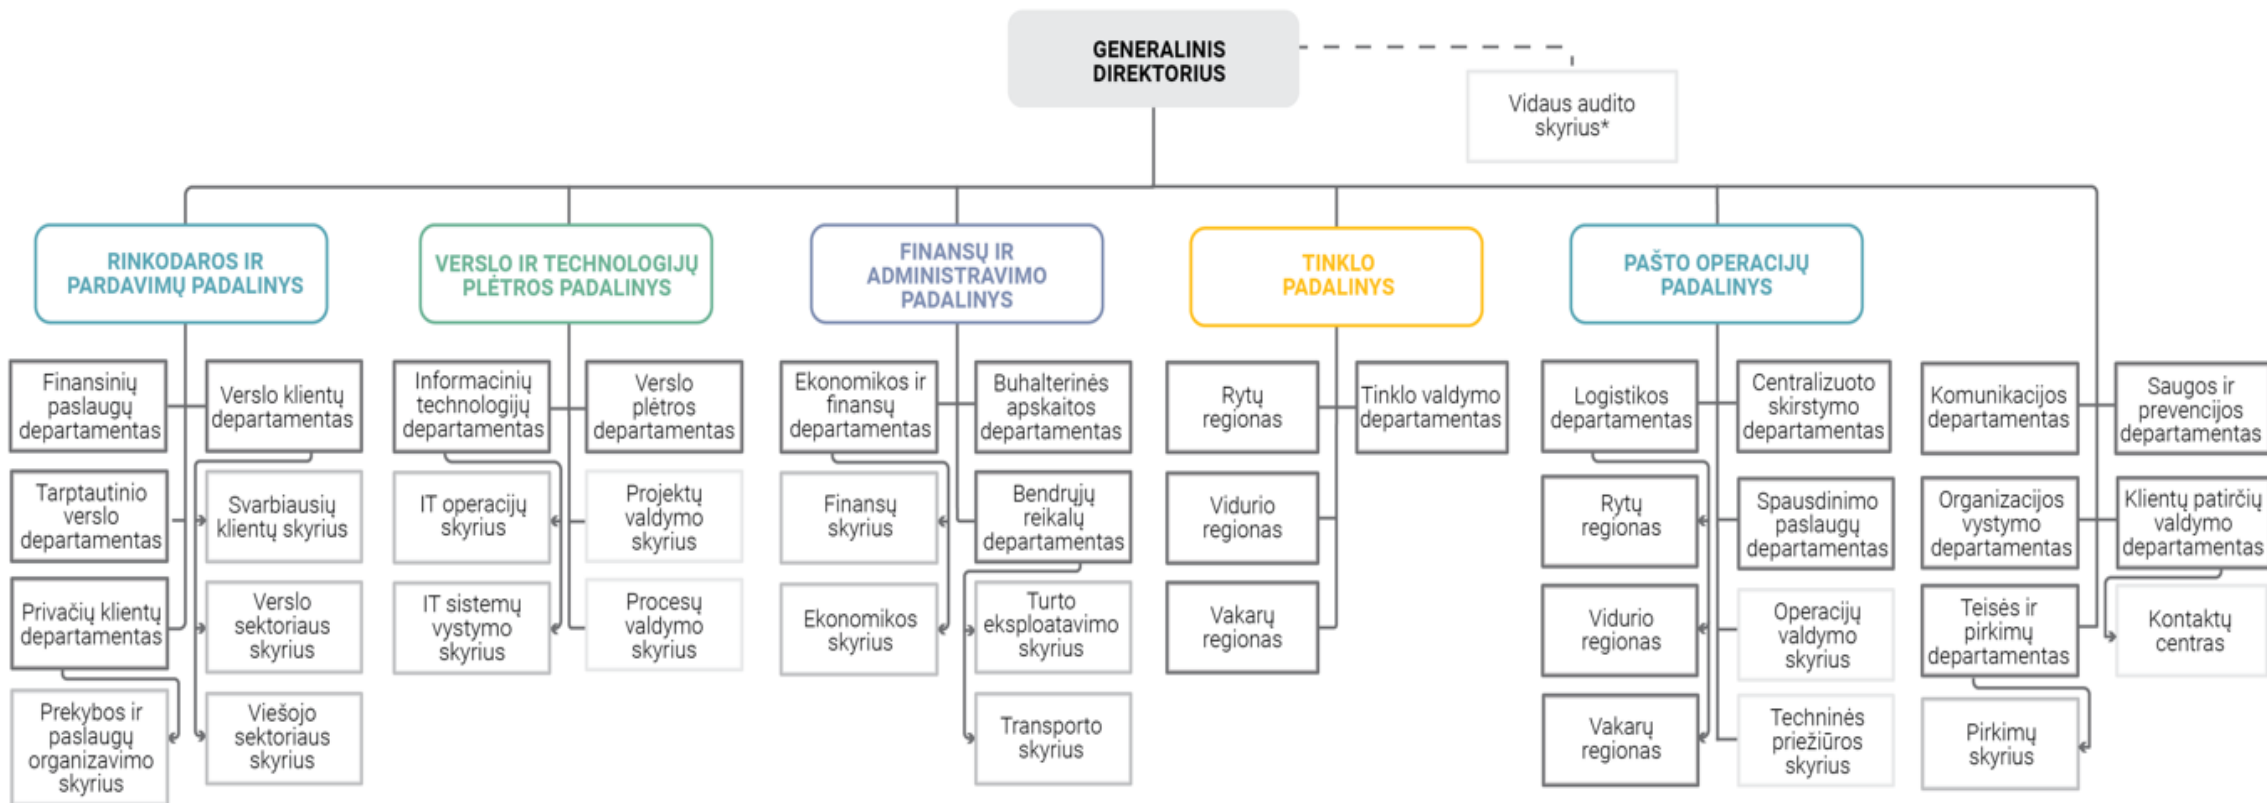 GENERALINIS
DIREKTORIUS
Vidaus audito
skyrius*
RINKODAROS IR
PARDAVIMŲ PADALINYS
VERSLO IR TECHNOLOGIJŲ
PLĖTROS PADALINYS
FINANSŲ IR
ADMINISTRAVIMO
PADALINYS
TINKLO
PADALINYS
PAŠTO OPERACIJŲ
PADALINYS
Finansinių
paslaugų
departamentas
Verslo klientų
departamentas
Tarptautinio
verslo
departamentas
Svarbiausių
klientų skyrius
Privačių klientų
departamentas
Verslo
sektoriaus
skyrius
Prekybos ir
paslaugų
organizavimo
skyrius
Viešojo
sektoriaus
skyrius
Informacinių
technologijų
departamentas
Verslo
plėtros
departamentas
IT operacijų
skyrius
Projektų
valdymo
skyrius
IT sistemų
vystymo
skyrius
Procesų
valdymo
skyrius
Ekonomikos ir
finansų
departamentas
Buhalterinės
apskaitos
departamentas
Finansų
skyrius
Bendrųjų
reikalų
departamentas
Ekonomikos
skyrius
Turto
eksploatavimo
skyrius
Transporto
skyrius
Rytų
regionas
Tinklo valdymo
departamentas
Vidurio
regionas
Vakarų
regionas
Logistikos
departamentas
Centralizuoto
skirstymo
departamentas
Rytų
regionas
Spausdinimo
paslaugų
departamentas
Vidurio
regionas
Operacijų
valdymo
skyrius
Vakarų
regionas
Techninės
priežiūros
skyrius
Komunikacijos
departamentas
Saugos ir
prevencijos
departamentas
Organizacijos
vystymo
departamentas
Klientų patirčių
valdymo
departamentas
Teisės ir
pirkimų
departamentas
Kontaktų
centras
Pirkimų
skyrius